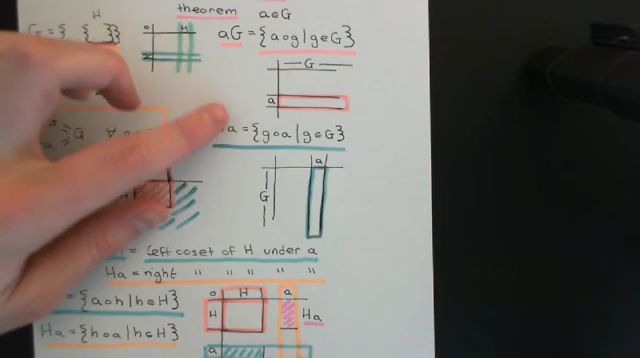 theorem a∈G
H
G = { { } }
o H
aG = {a∘g | g∈G}
G
a
a = {g∘a | g∈G}
a
G
= left coset of H under a
Ha = right " " " " "
= {a∘h | h∈H}
o H a
H Ha
Ha = {h∘a | h∈H}
a